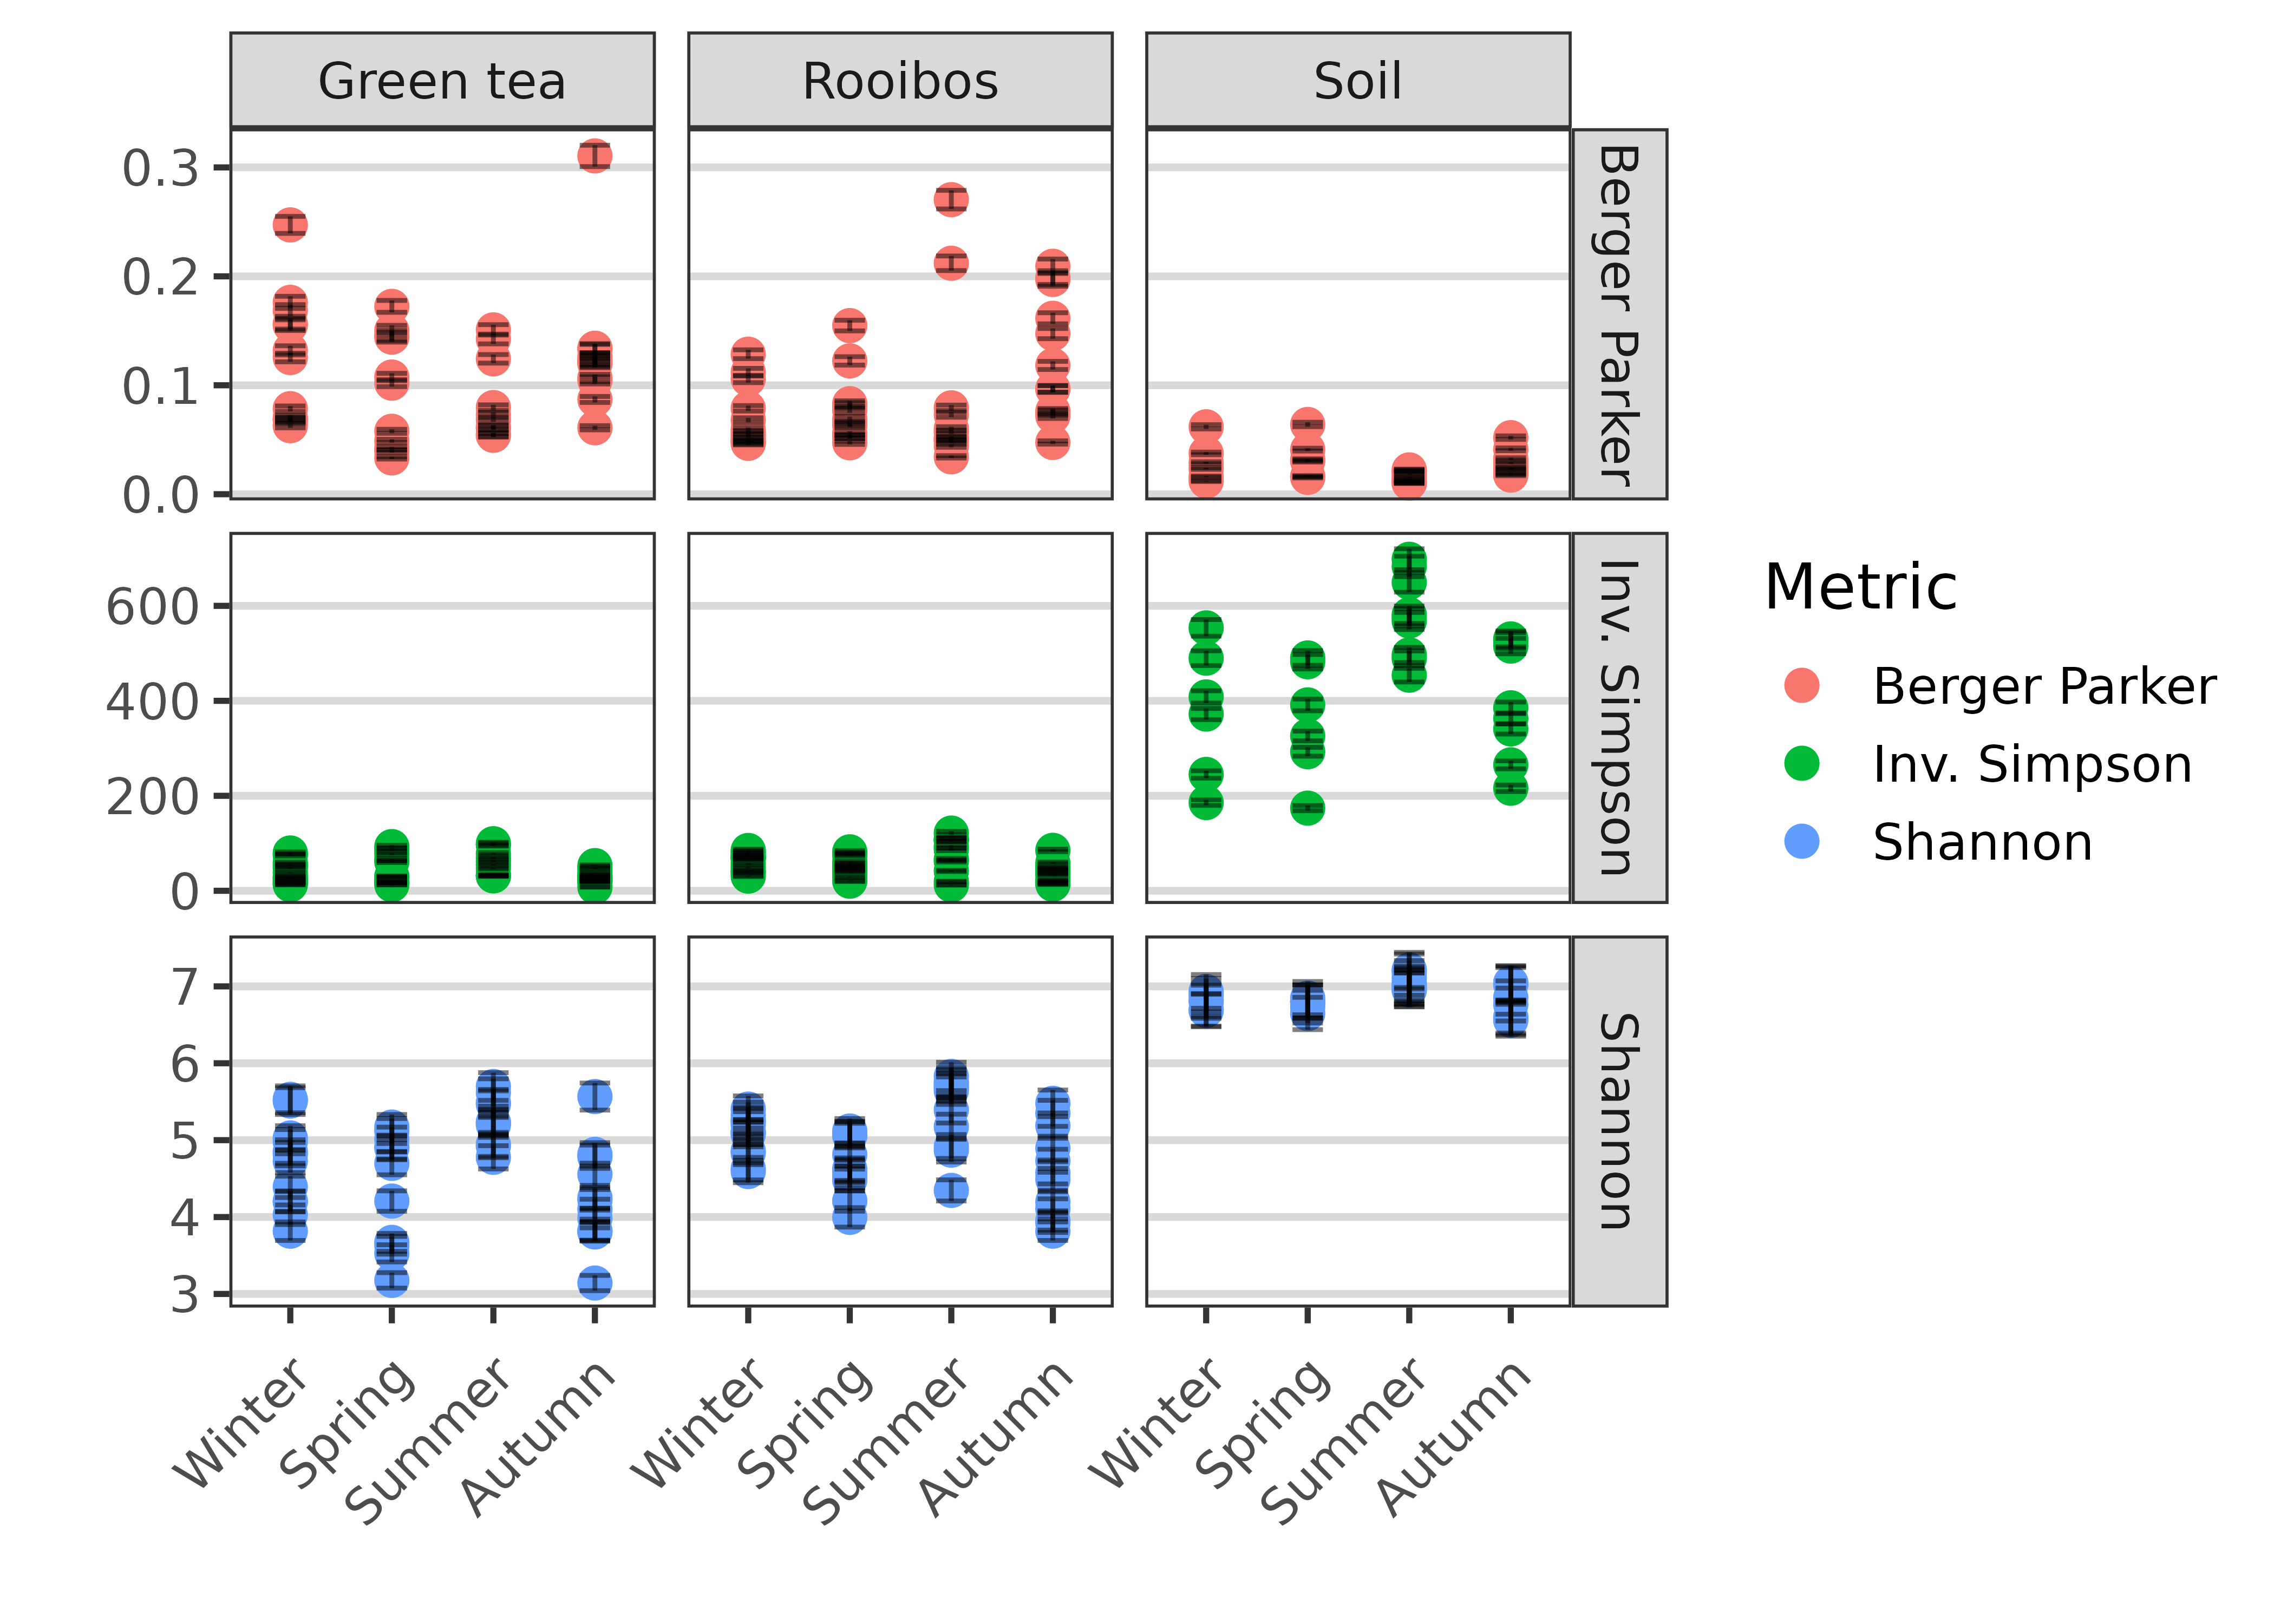 Green tea
Rooibos
Soil
0.3
0.2
0.1
0.0
Berger Parker
600
400
200
0
Inv. Simpson
7
6
5
4
3
Shannon
Winter
Spring
Summer
Autumn
Winter
Spring
Summer
Autumn
Winter
Spring
Summer
Autumn
Metric
Berger Parker
Inv. Simpson
Shannon